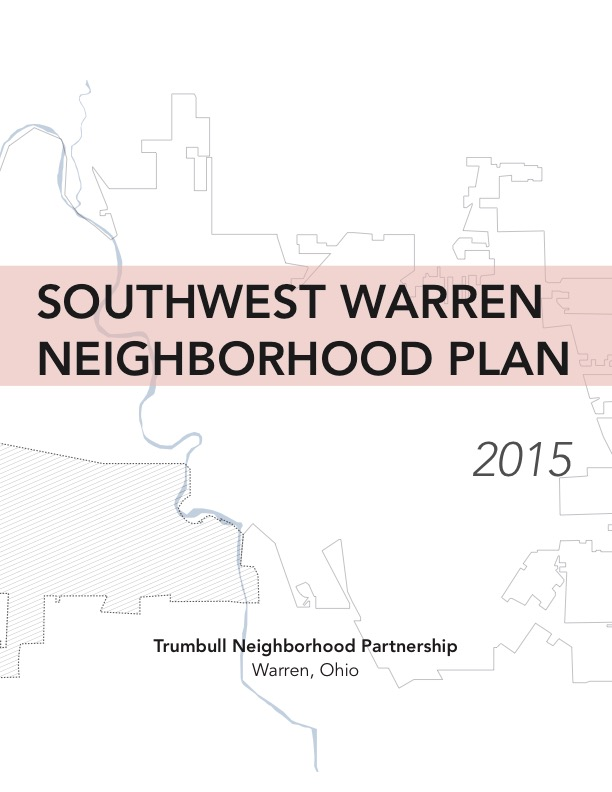 SOUTHWEST WARREN
NEIGHBORHOOD PLAN
2015
Trumbull Neighborhood Partnership
Warren, Ohio